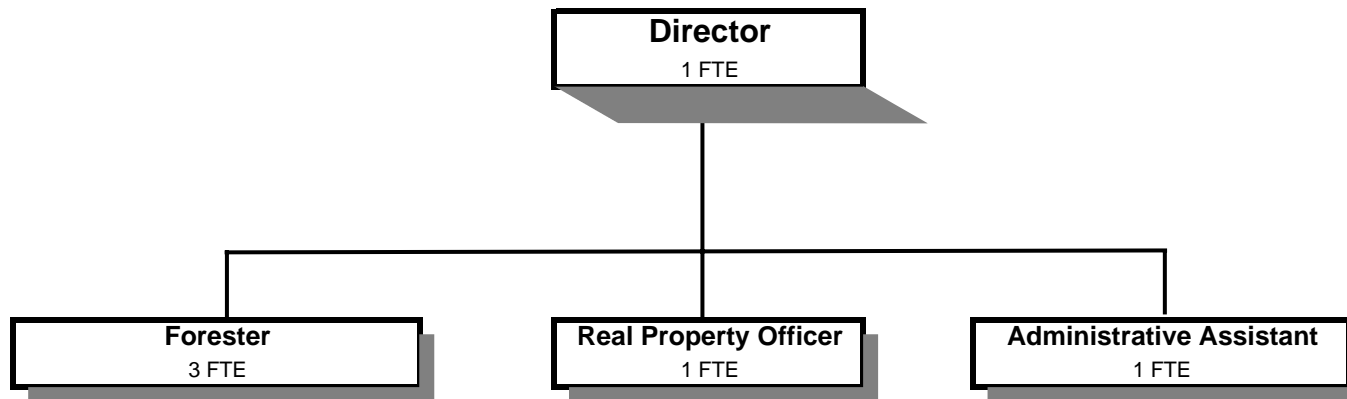 Director
1 FTE
Forester
3 FTE
Real Property Officer
1 FTE
Administrative Assistant
1 FTE